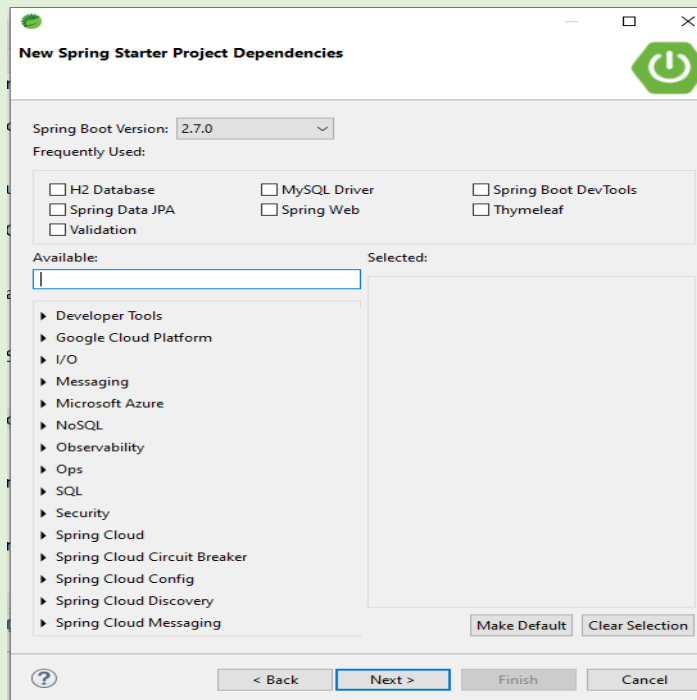 New Spring Starter Project Dependencies
Spring Boot Version: 2.7.0
Frequently Used:
H2 Database MySQL Driver Spring Boot DevTools
Spring Data JPA Spring Web Thymeleaf
Validation
Available: Selected:
Developer Tools
Google Cloud Platform
I/O
Messaging
Microsoft Azure
NoSQL
Observability
Ops
SQL
Security
Spring Cloud
Spring Cloud Circuit Breaker
Spring Cloud Config
Spring Cloud Discovery
Spring Cloud Messaging
Make Default Clear Selection
? < Back Next > Finish Cancel